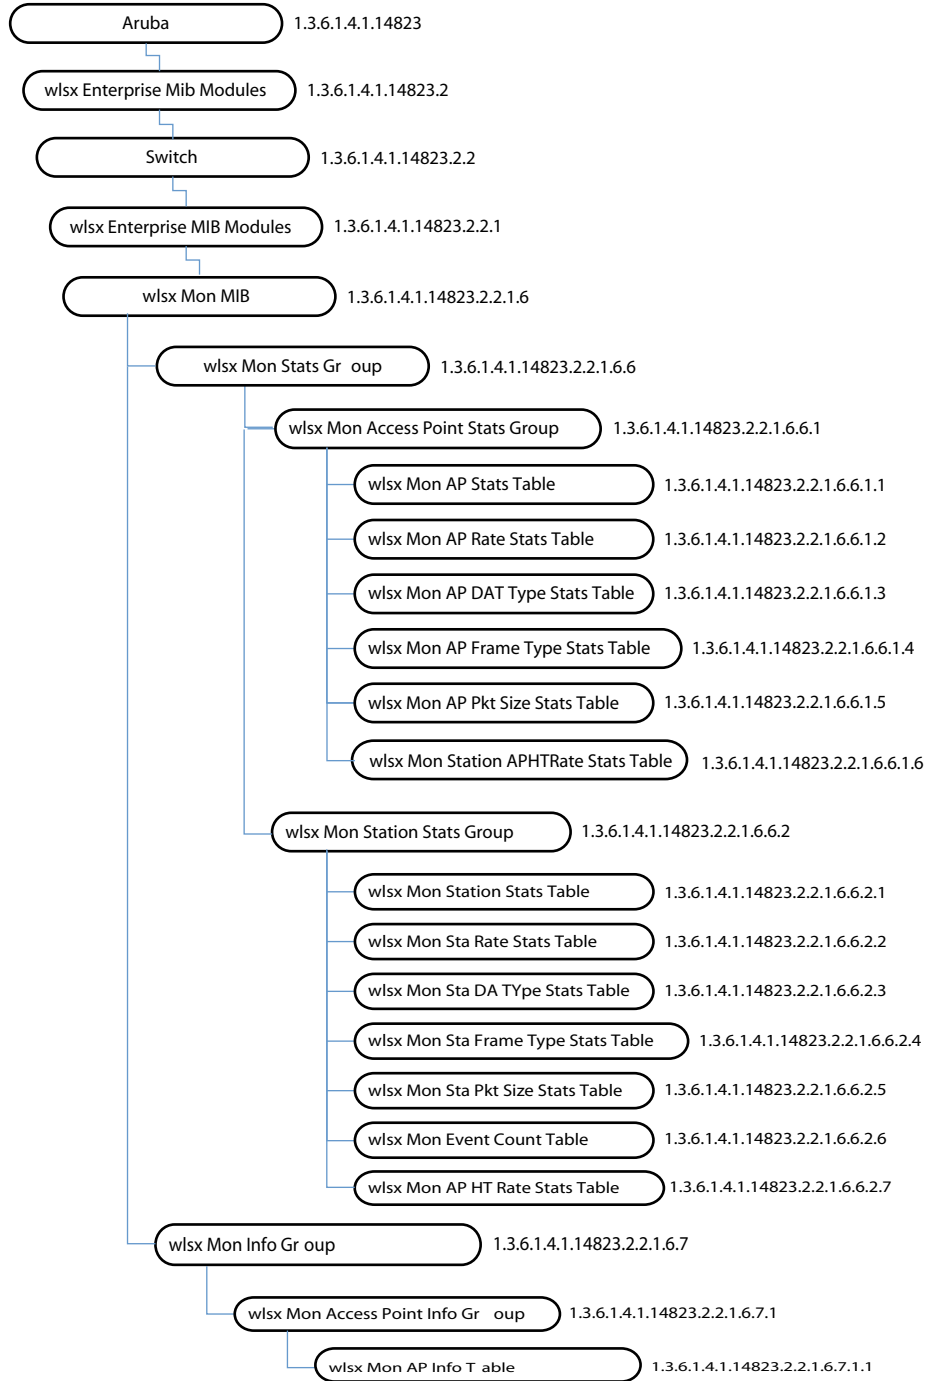 Aruba 1.3.6.1.4.1.14823
wlsx Enterprise Mib Modules 1.3.6.1.4.1.14823.2
Switch 1.3.6.1.4.1.14823.2.2
wlsx Enterprise MIB Modules 1.3.6.1.4.1.14823.2.2.1
wlsx Mon MIB 1.3.6.1.4.1.14823.2.2.1.6
wlsx Mon Stats Gr oup 1.3.6.1.4.1.14823.2.2.1.6.6
wlsx Mon Access Point Stats Group 1.3.6.1.4.1.14823.2.2.1.6.6.1
wlsx Mon AP Stats Table 1.3.6.1.4.1.14823.2.2.1.6.6.1.1
wlsx Mon AP Rate Stats Table 1.3.6.1.4.1.14823.2.2.1.6.6.1.2
wlsx Mon AP DAT Type Stats Table 1.3.6.1.4.1.14823.2.2.1.6.6.1.3
wlsx Mon AP Frame Type Stats Table 1.3.6.1.4.1.14823.2.2.1.6.6.1.4
wlsx Mon AP Pkt Size Stats Table 1.3.6.1.4.1.14823.2.2.1.6.6.1.5
wlsx Mon Station APHTRate Stats Table 1.3.6.1.4.1.14823.2.2.1.6.6.1.6
wlsx Mon Station Stats Group 1.3.6.1.4.1.14823.2.2.1.6.6.2
wlsx Mon Station Stats Table 1.3.6.1.4.1.14823.2.2.1.6.6.2.1
wlsx Mon Sta Rate Stats Table 1.3.6.1.4.1.14823.2.2.1.6.6.2.2
wlsx Mon Sta DA TYpe Stats Table 1.3.6.1.4.1.14823.2.2.1.6.6.2.3
wlsx Mon Sta Frame Type Stats Table 1.3.6.1.4.1.14823.2.2.1.6.6.2.4
wlsx Mon Sta Pkt Size Stats Table 1.3.6.1.4.1.14823.2.2.1.6.6.2.5
wlsx Mon Event Count Table 1.3.6.1.4.1.14823.2.2.1.6.6.2.6
wlsx Mon AP HT Rate Stats Table 1.3.6.1.4.1.14823.2.2.1.6.6.2.7
wlsx Mon Info Gr oup 1.3.6.1.4.1.14823.2.2.1.6.7
wlsx Mon Access Point Info Gr oup 1.3.6.1.4.1.14823.2.2.1.6.7.1
wlsx Mon AP Info T able 1.3.6.1.4.1.14823.2.2.1.6.7.1.1